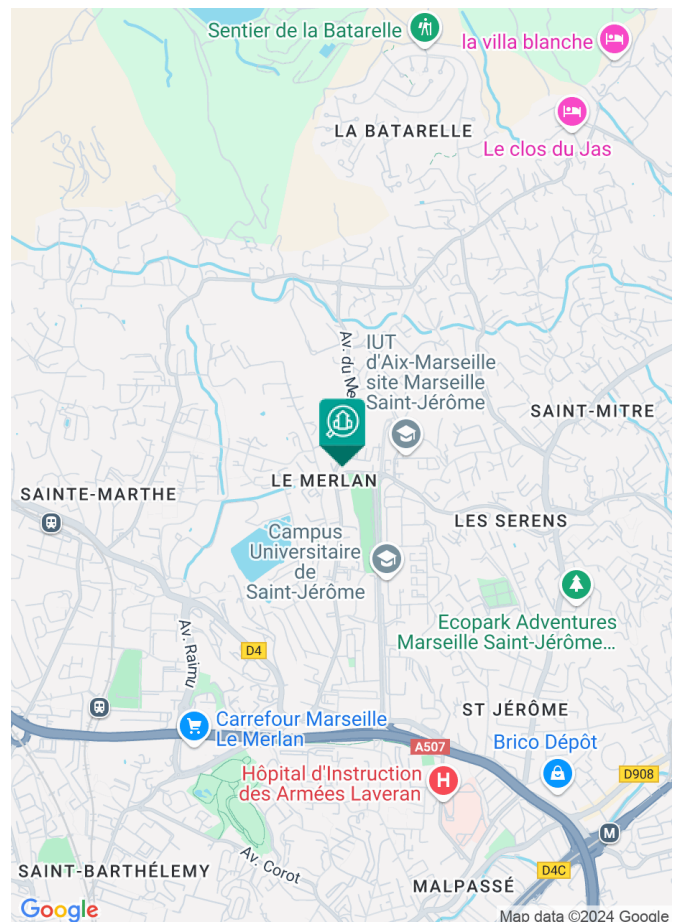 Sentier de la Batarelle
la villa blanche
LA BATARELLE
Le clos du Jas
Av. du Me
IUT
d'Aix-Marseille
site Marseille
Saint-Jérôme
SAINT-MITRE
LE MERLAN
SAINTE-MARTHE
LES SERENS
Campus
Universitaire
de
Saint-Jérôme
Ecopark Adventures
Marseille Saint-Jérôme...
Av. Raimu
D4
ST JÉRÔME
Carrefour Marseille
Le Merlan
A507
Brico Dépôt
Hôpital d'Instruction
des Armées Laveran
H
D908
M
SAINT-BARTHÉLEMY
Av. Corot
D4C
MALPASSÉ
Google
Map data ©2024 Google